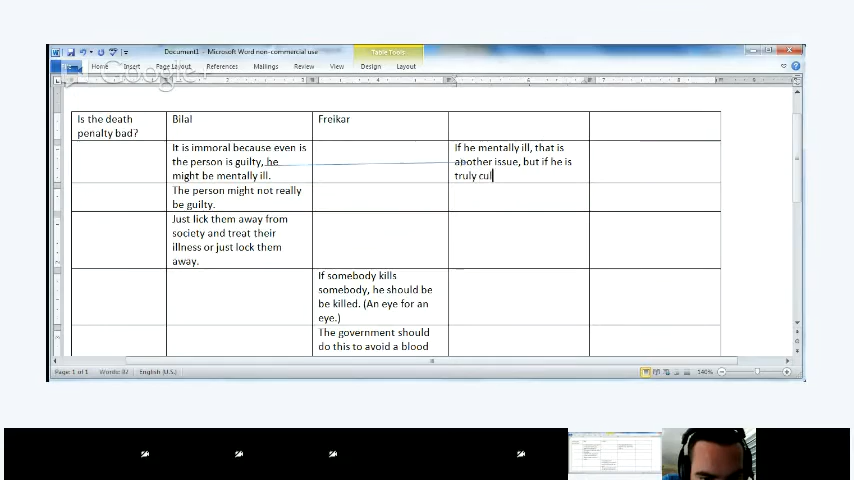 Document1 - Microsoft Word non-commercial use
Table Tools
Home Insert Page Layout References Mailings Review View Design Layout
Google+
Is the death penalty bad?
Bilal
Freikar
It is immoral because even is
the person is guilty, he
might be mentally ill.
If he mentally ill, that is
another issue, but if he is
truly cul
The person might not really
be guilty.
Just lick them away from
society and treat their
illness or just lock them
away.
If somebody kills
somebody, he should be
be killed. (An eye for an
eye.)
The government should
do this to avoid a blood
Page: 1 of 1 Words: 87 English (U.S.) 140%